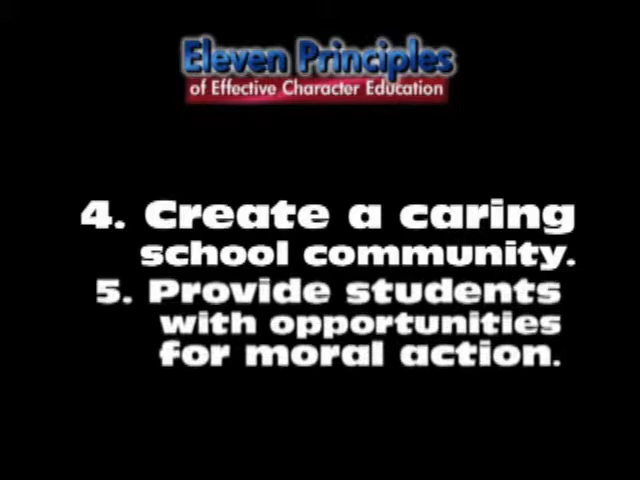 Eleven Principles
of Effective Character Education
4. Create a caring
school community.
5. Provide students
with opportunities
for moral action.